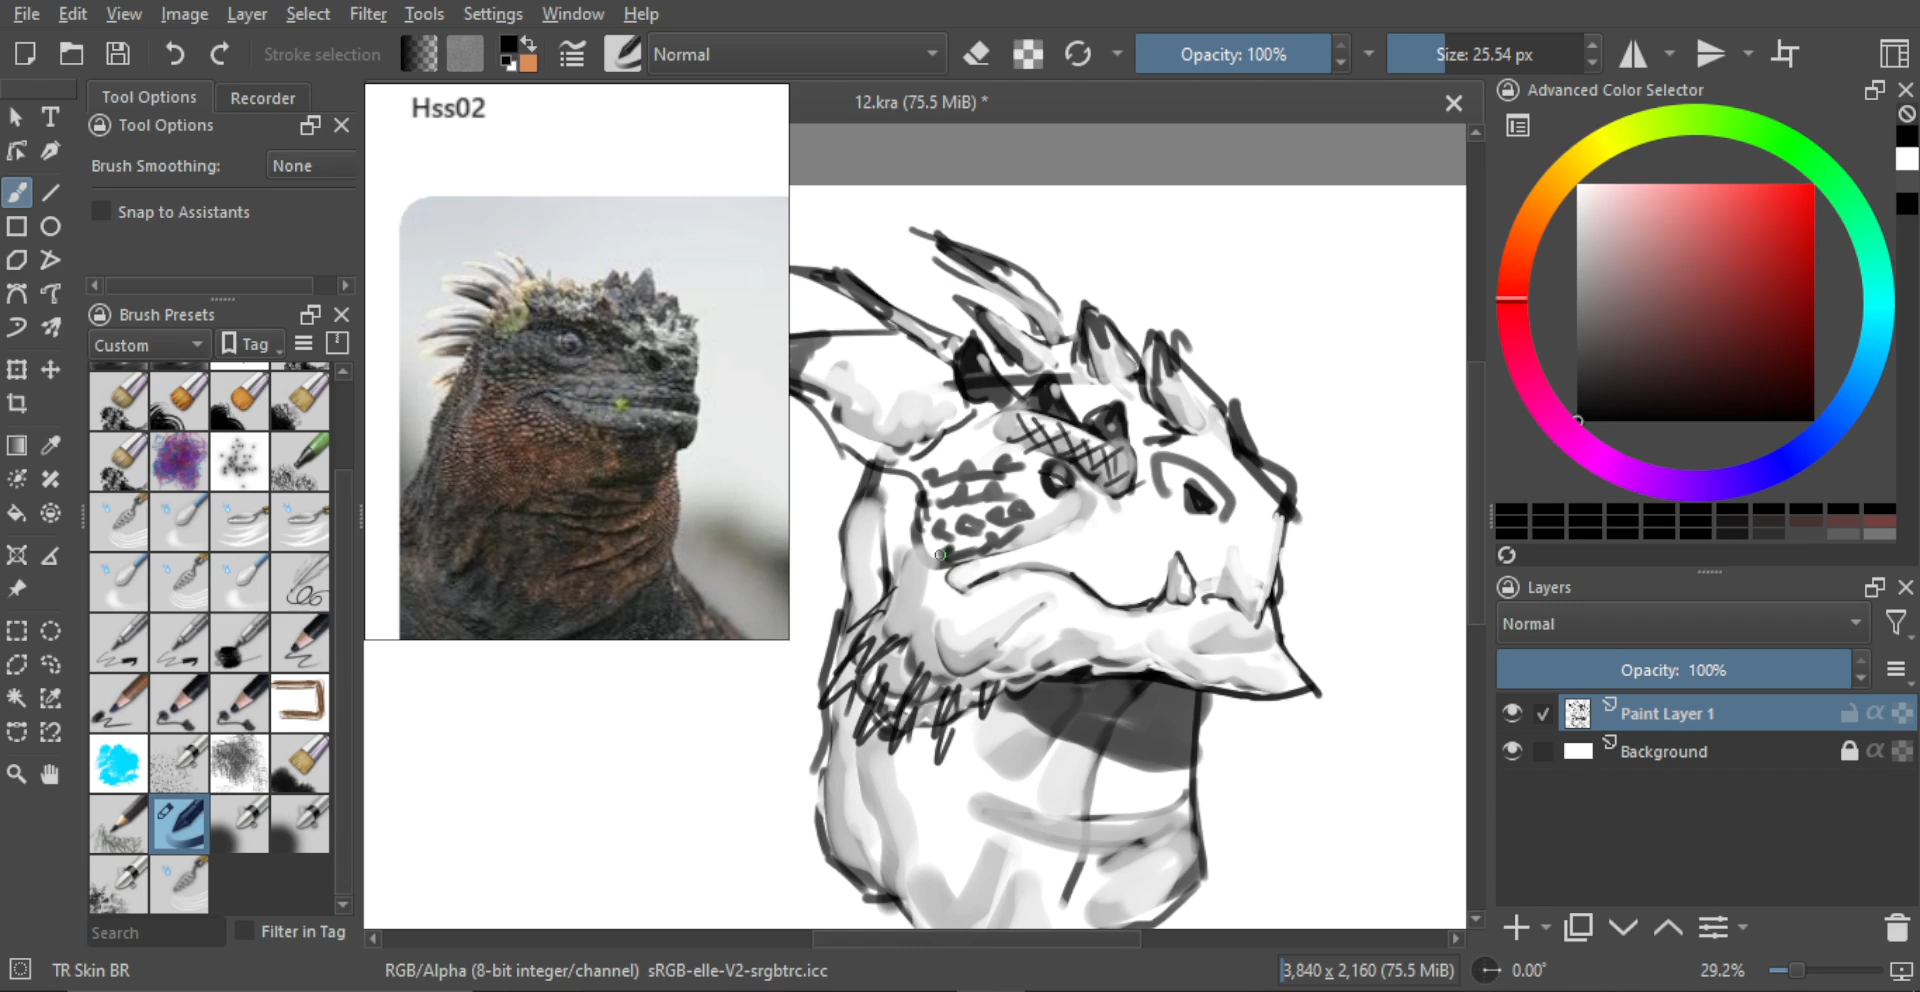 File Edit View Image Layer Select Filter Tools Settings Window Help
Stroke selection
Normal
Opacity: 100%
Size: 25.54 px
Tool Options
Recorder
Tool Options
Brush Smoothing:
None
Snap to Assistants
Brush Presets
Custom
Tag
Search
Filter in Tag
Hss02
12.kra (75.5 MiB) *
Advanced Color Selector
Layers
Normal
Opacity: 100%
Paint Layer 1
Background
TR Skin BR
RGB/Alpha (8-bit integer/channel) sRGB-elle-V2-srgbtrc.icc
3,840 x 2,160 (75.5 MiB)
0.00°
29.2%